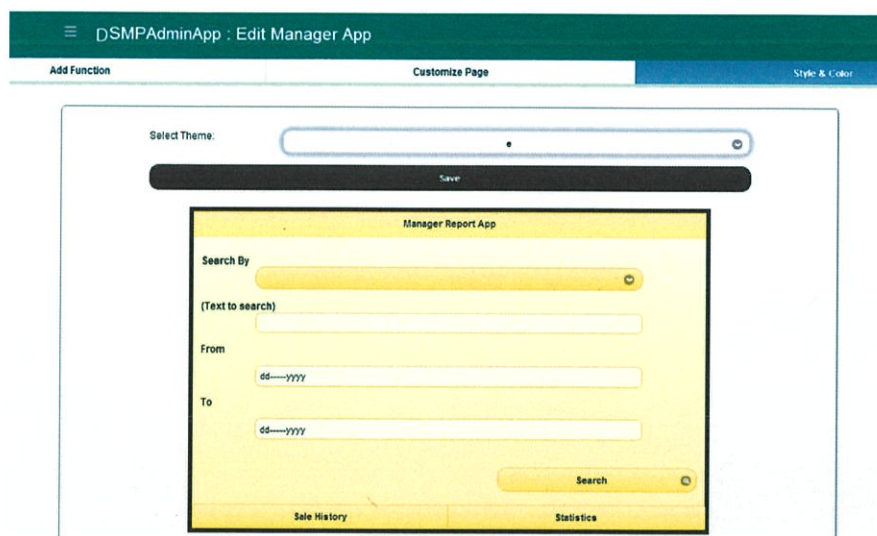 DSMPAdminApp : Edit Manager App
Add Function Customize Page Style & Color
Select Theme: e
Save
Manager Report App
Search By
(Text to search)
From
dd-----yyyy
To
dd-----yyyy
Search
Sale History Statistics